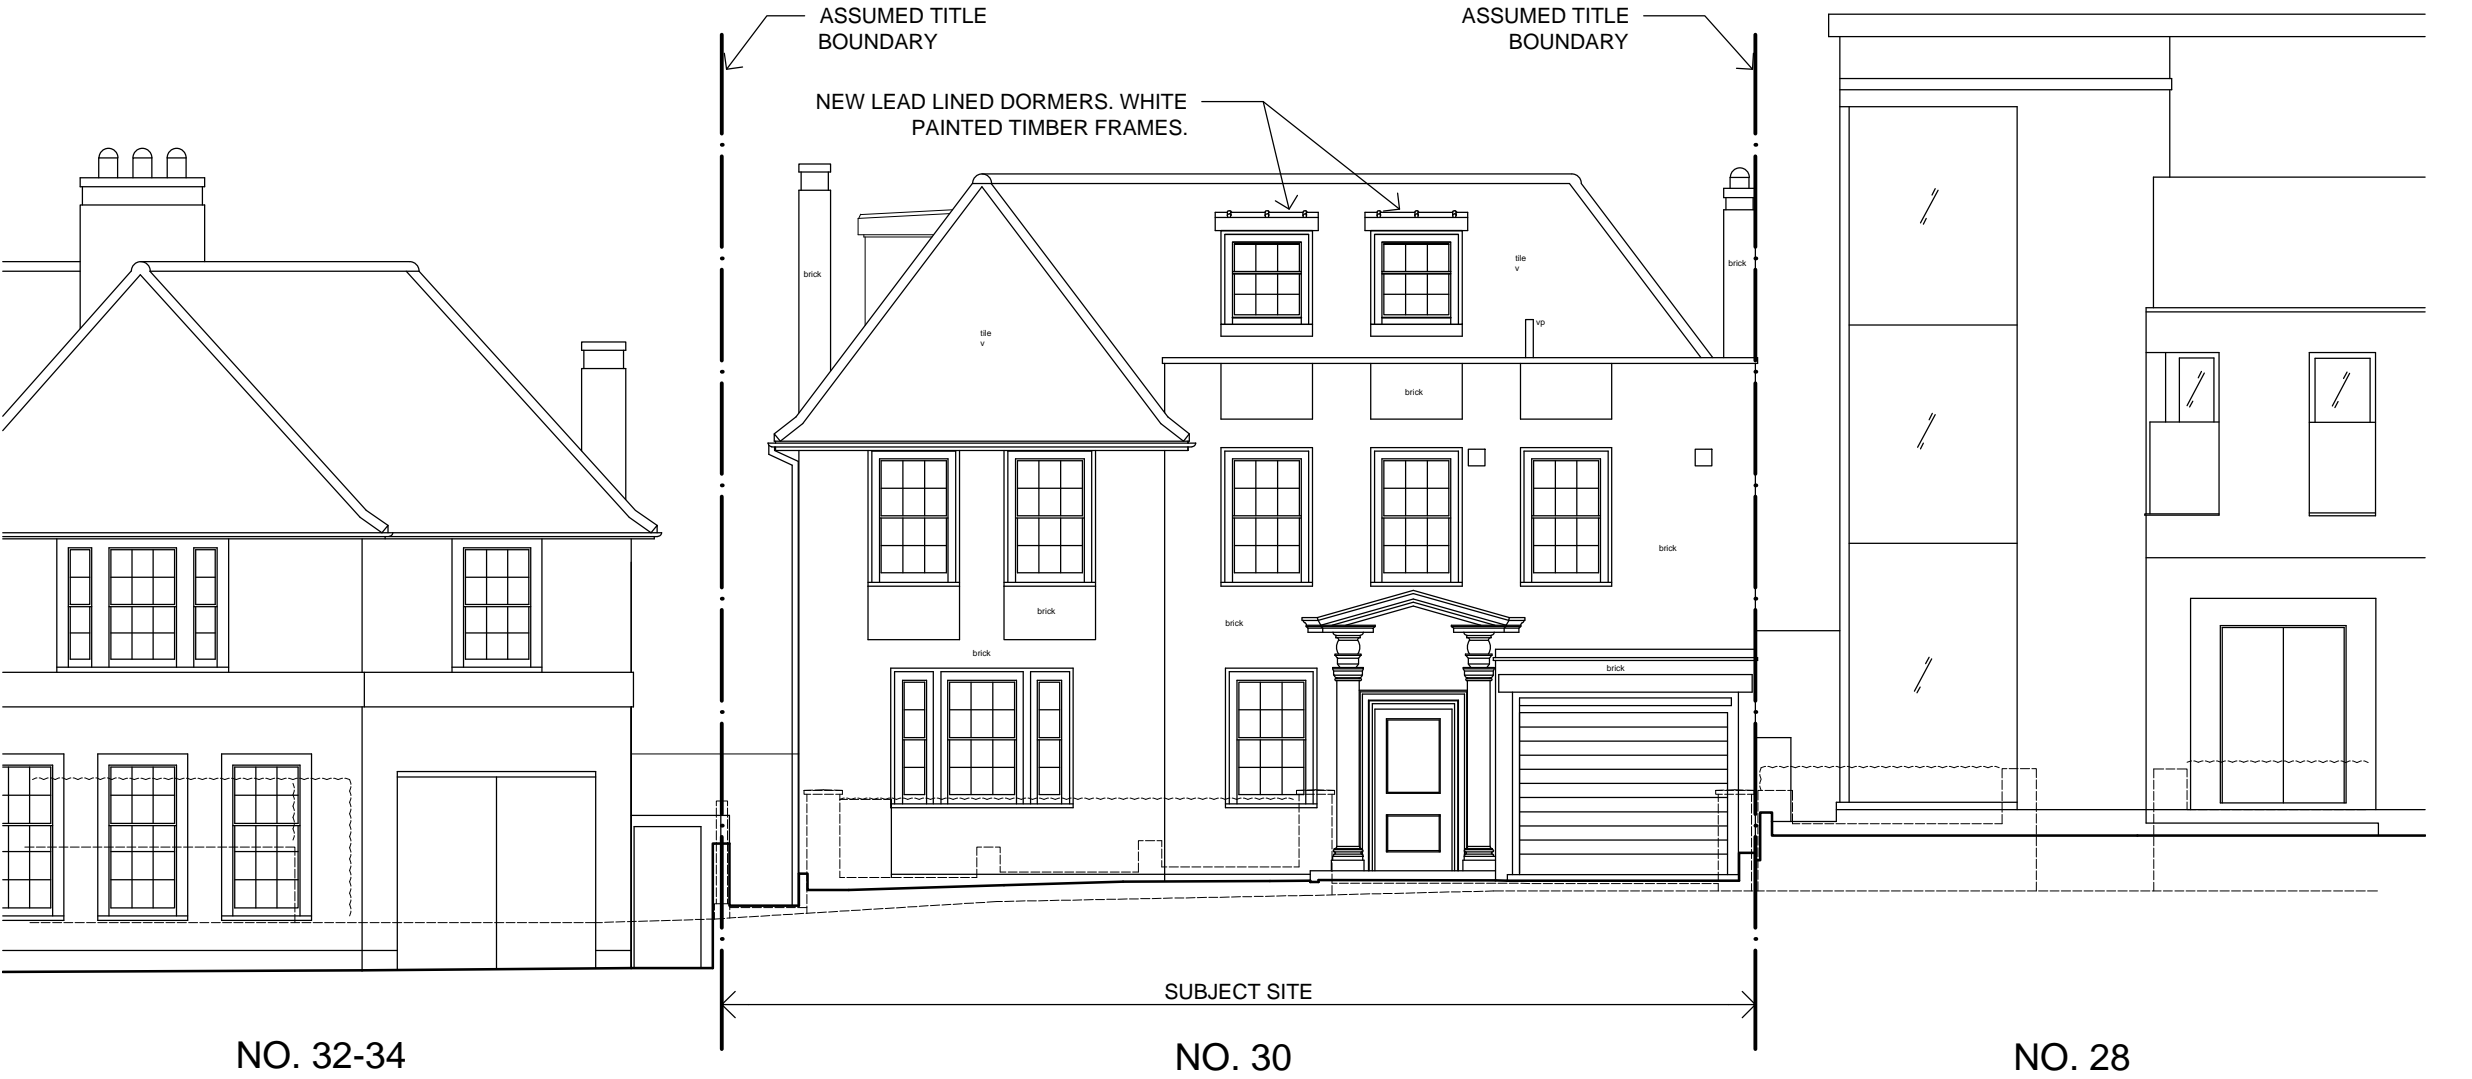 ASSUMED TITLE
BOUNDARY
ASSUMED TITLE
BOUNDARY
NEW LEAD LINED DORMERS. WHITE
PAINTED TIMBER FRAMES.
brick
tile
v
brick
vp
tile
v
brick
brick
brick
brick
brick
brick
SUBJECT SITE
NO. 32-34
NO. 30
NO. 28